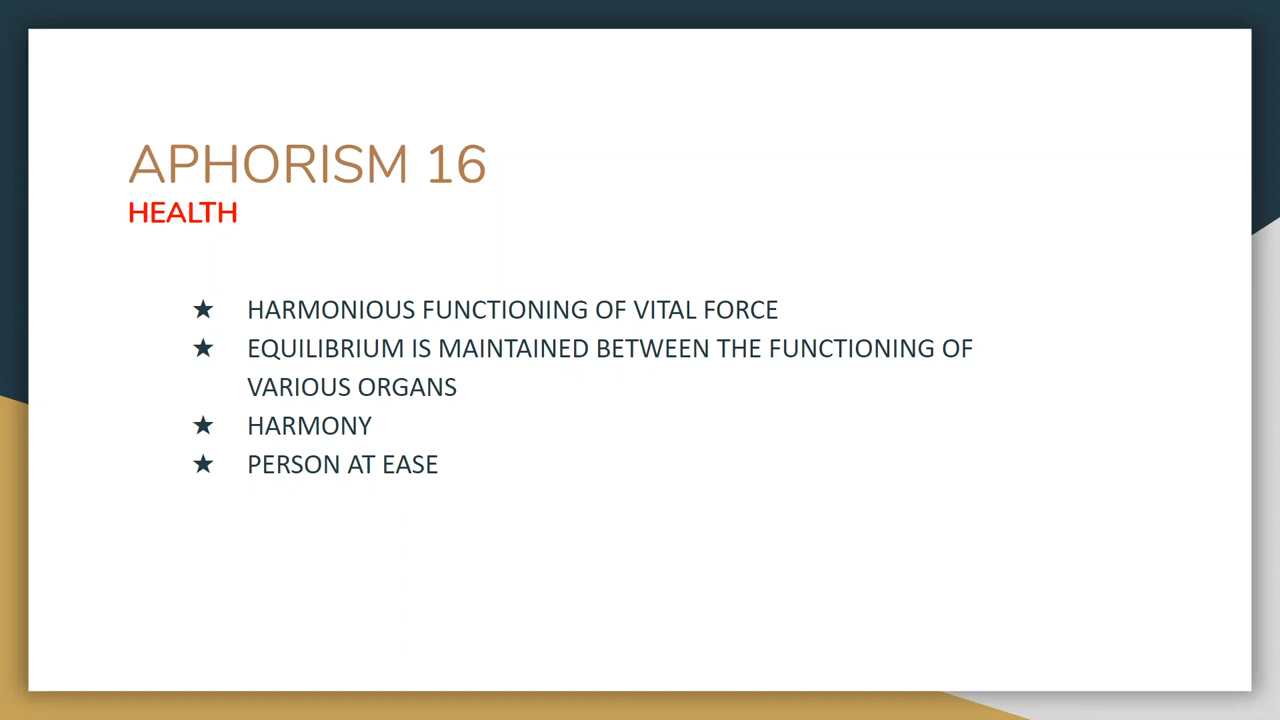 APHORISM 16
HEALTH
★ HARMONIOUS FUNCTIONING OF VITAL FORCE
★ EQUILIBRIUM IS MAINTAINED BETWEEN THE FUNCTIONING OF
VARIOUS ORGANS
★ HARMONY
★ PERSON AT EASE